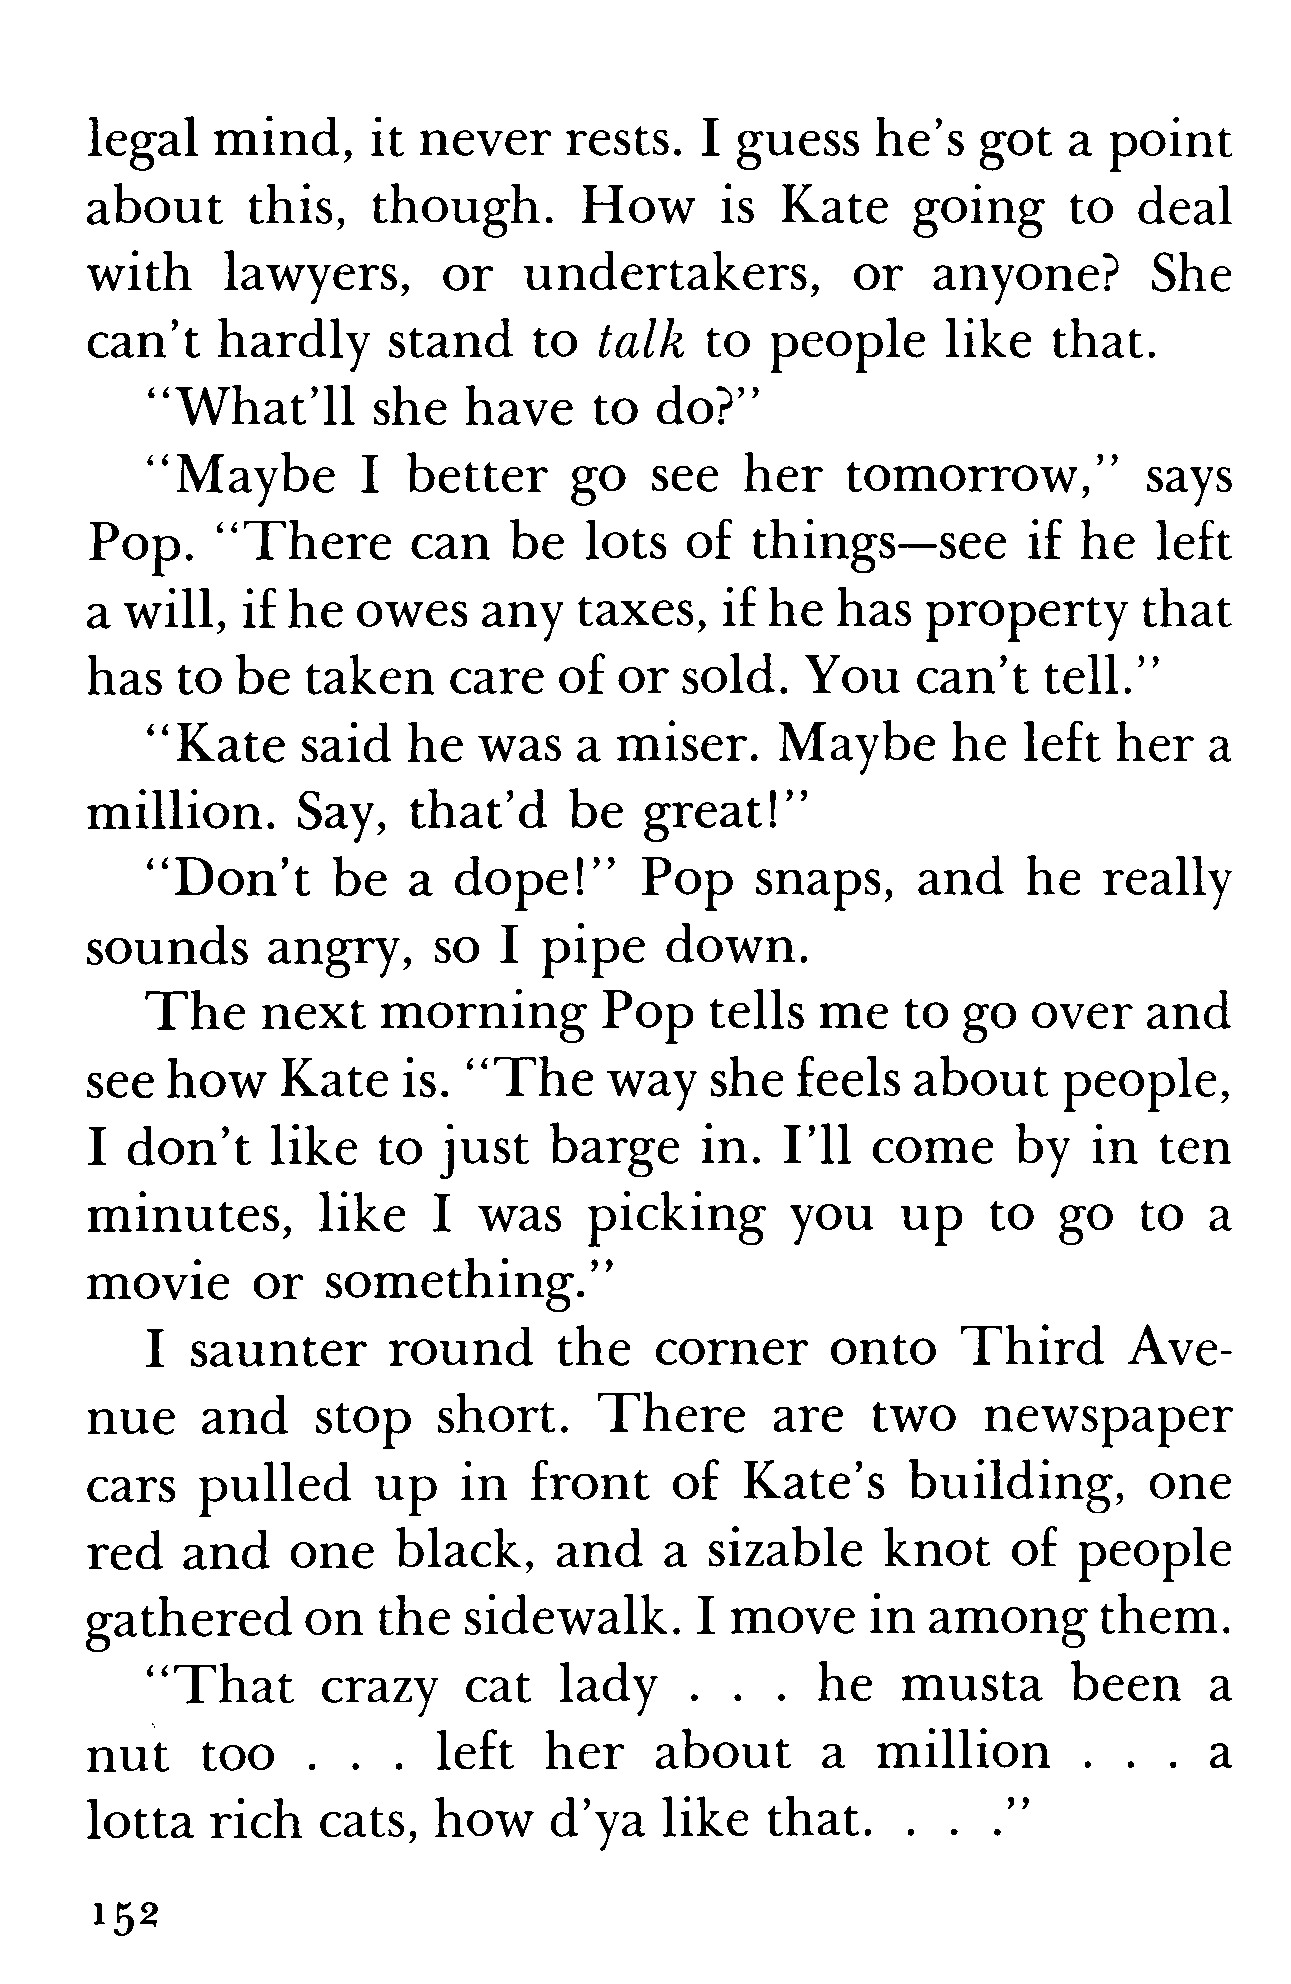 legal mind, it never rests. I guess he's got a point
about this, though. How is Kate going to deal
with lawyers, or undertakers, or anyone? She
can't hardly stand to talk to people like that.
"What'll she have to do?"
"Maybe I better go see her tomorrow," says
Pop. "There can be lots of things—see if he left
a will, if he owes any taxes, if he has property that
has to be taken care of or sold. You can't tell."
"Kate said he was a miser. Maybe he left her a
million. Say, that'd be great!"
"Don't be a dope!" Pop snaps, and he really
sounds angry, so I pipe down.
The next morning Pop tells me to go over and
see how Kate is. "The way she feels about people,
I don't like to just barge in. I'll come by in ten
minutes, like I was picking you up to go to a
movie or something."
I saunter round the corner onto Third Ave-
nue and stop short. There are two newspaper
cars pulled up in front of Kate's building, one
red and one black, and a sizable knot of people
gathered on the sidewalk. I move in among them.
"That crazy cat lady . . . he musta been a
nut too . . . left her about a million . . . a
lotta rich cats, how d'ya like that. . . ."
152